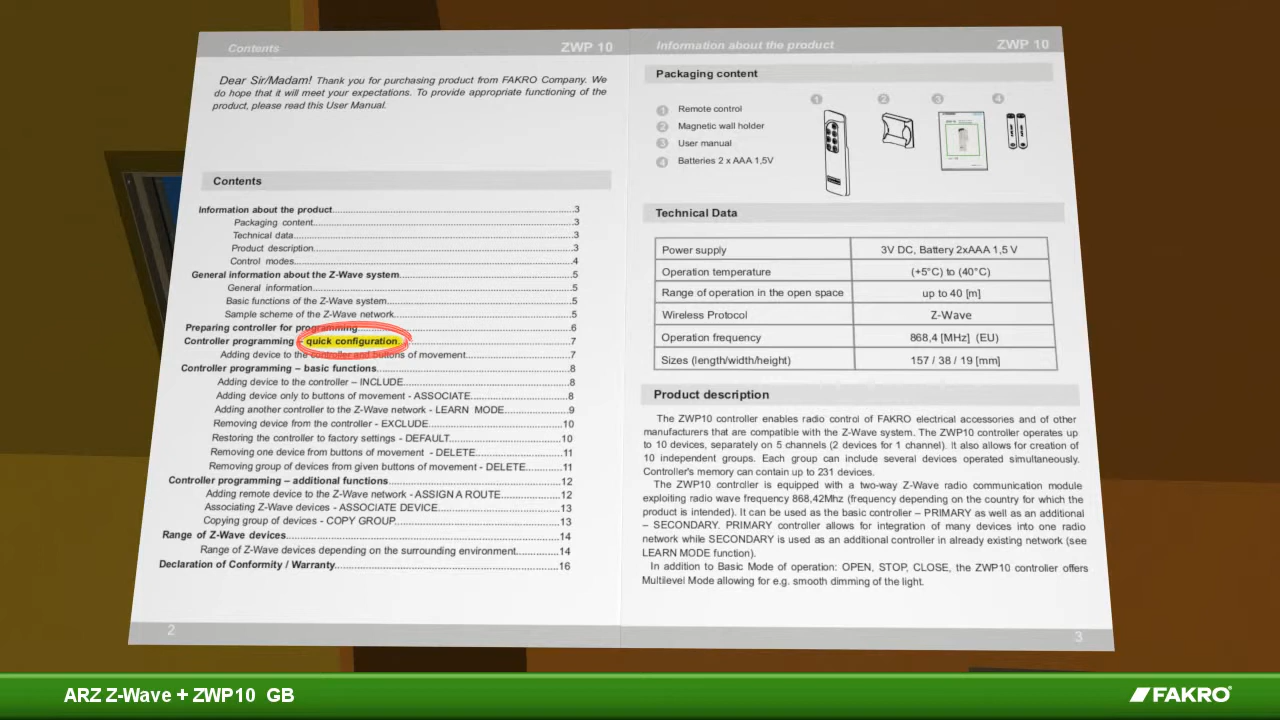 Contents ZWP 10
Dear Sir/Madam! Thank you for purchasing product from FAKRO Company. We
do hope that it will meet your expectations. To provide appropriate functioning of the
product, please read this User Manual.
Contents
Information about the product...3
Packaging content...3
Technical data...3
Product description...3
Control modes...4
General information about the Z-Wave system...5
General information...5
Basic functions of the Z-Wave system...5
Sample scheme of the Z-Wave network...5
Preparing controller for programming...6
Controller programming – quick configuration...7
Adding device to the controller and buttons of movement...7
Controller programming – basic functions...8
Adding device to the controller – INCLUDE...8
Adding device only to buttons of movement - ASSOCIATE...8
Adding another controller to the Z-Wave network - LEARN MODE...9
Removing device from the controller - EXCLUDE...10
Restoring the controller to factory settings - DEFAULT...10
Removing one device from buttons of movement - DELETE...11
Removing group of devices from given buttons of movement - DELETE...11
Controller programming – additional functions...12
Adding remote device to the Z-Wave network - ASSIGN A ROUTE...12
Associating Z-Wave devices - ASSOCIATE DEVICE...13
Copying group of devices - COPY GROUP...13
Range of Z-Wave devices...14
Range of Z-Wave devices depending on the surrounding environment...14
Declaration of Conformity / Warranty...16
2
Information about the product ZWP 10
Packaging content
1 Remote control
2 Magnetic wall holder
3 User manual
4 Batteries 2 x AAA 1,5V
1 2 3 4
Technical Data
Power supply 3V DC, Battery 2xAAA 1,5 V
Operation temperature (+5°C) to (40°C)
Range of operation in the open space up to 40 [m]
Wireless Protocol Z-Wave
Operation frequency 868,4 [MHz] (EU)
Sizes (length/width/height) 157 / 38 / 19 [mm]
Product description
The ZWP10 controller enables radio control of FAKRO electrical accessories and of other
manufacturers that are compatible with the Z-Wave system. The ZWP10 controller operates up
to 10 devices, separately on 5 channels (2 devices for 1 channel). It also allows for creation of
10 independent groups. Each group can include several devices operated simultaneously.
Controller's memory can contain up to 231 devices.
The ZWP10 controller is equipped with a two-way Z-Wave radio communication module
exploiting radio wave frequency 868,42Mhz (frequency depending on the country for which the
product is intended). It can be used as the basic controller – PRIMARY as well as an additional
– SECONDARY. PRIMARY controller allows for integration of many devices into one radio
network while SECONDARY is used as an additional controller in already existing network (see
LEARN MODE function).
In addition to Basic Mode of operation: OPEN, STOP, CLOSE, the ZWP10 controller offers
Multilevel Mode allowing for e.g. smooth dimming of the light.
3
ARZ Z-Wave + ZWP10 GB
FAKRO